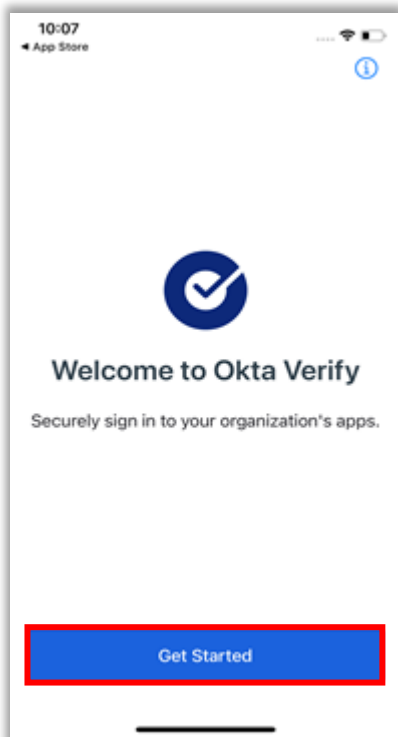 10:07
◀ App Store
Welcome to Okta Verify
Securely sign in to your organization's apps.
Get Started